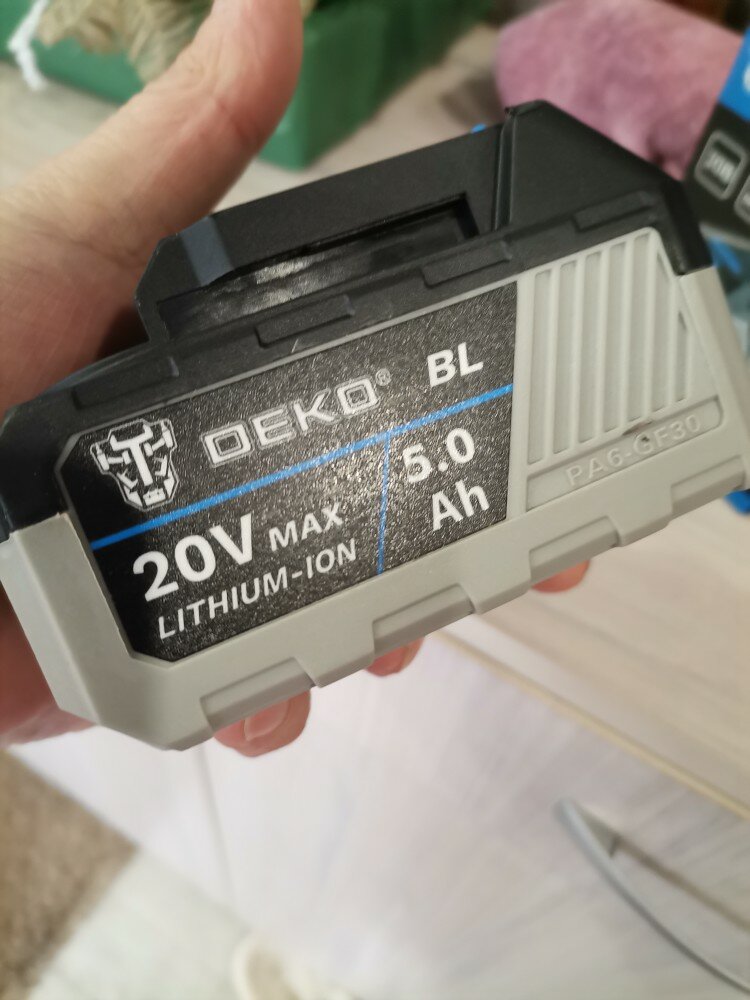 DEKO® BL
20V MAX
LITHIUM-ION
5.0
Ah
PA6-GF30